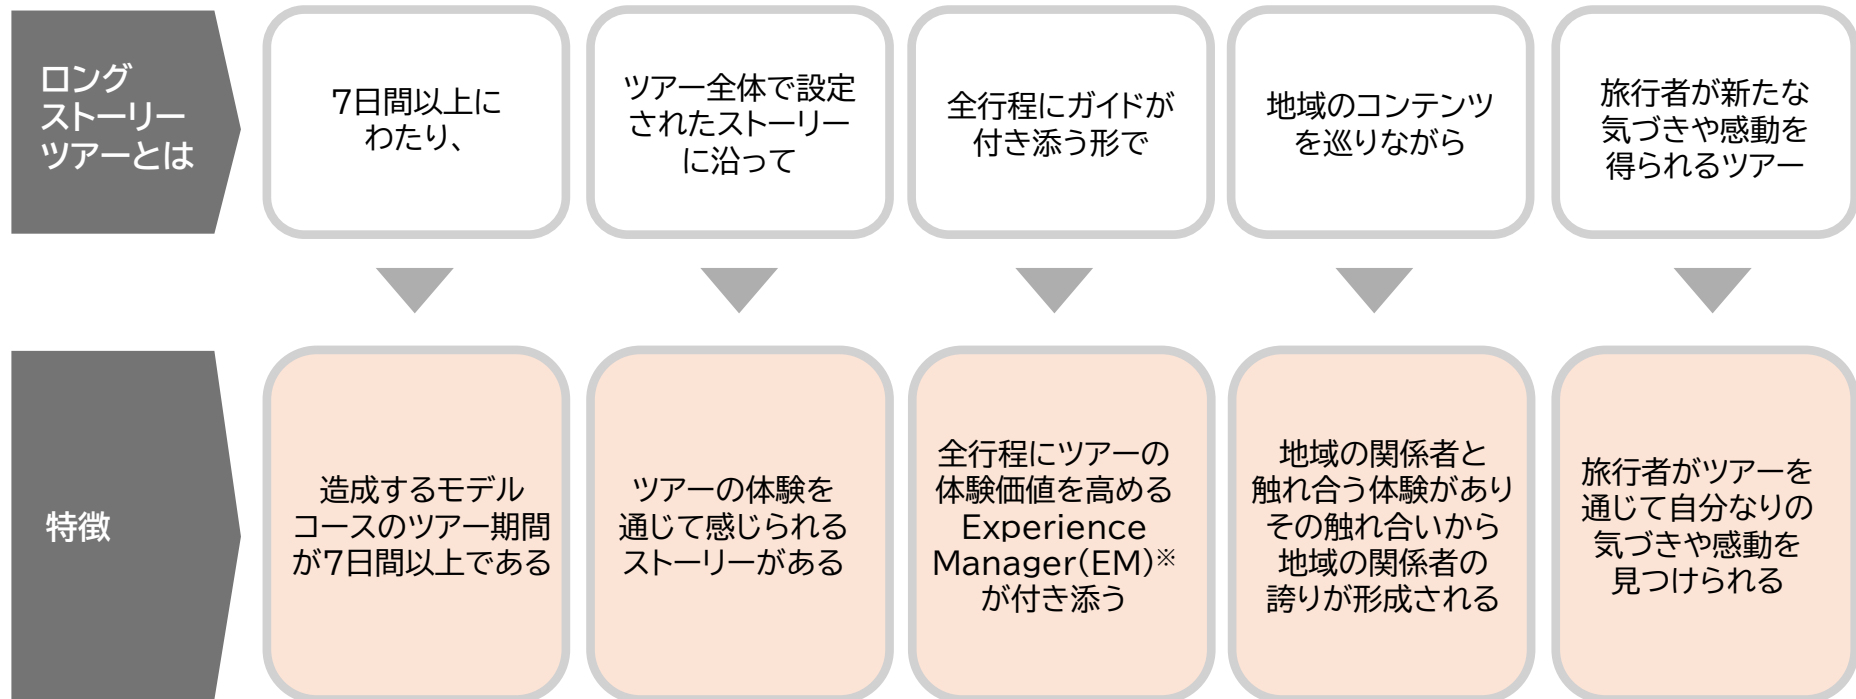 ロング
ストーリー
ツアーとは
7日間以上に
わたり、
ツアー全体で設定
されたストーリー
に沿って
全行程にガイドが
付き添う形で
地域のコンテンツ
を巡りながら
旅行者が新たな
気づきや感動を
得られるツアー
特徴
造成するモデル
コースのツアー期間
が7日間以上である
ツアーの体験を
通じて感じられる
ストーリーがある
全行程にツアーの
体験価値を高める
Experience
Manager(EM)※
が付き添う
地域の関係者と
触れ合う体験があり
その触れ合いから
地域の関係者の
誇りが形成される
旅行者がツアーを
通じて自分なりの
気づきや感動を
見つけられる